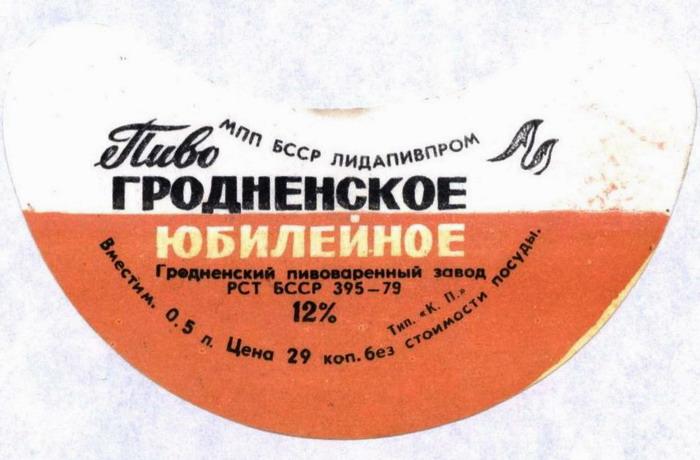 МПП БССР ЛИДАПИВПРОМ
Пиво
ГРОДНЕНСКОЕ
ЮБИЛЕЙНОЕ
Гродненский пивоваренный завод
РСТ БССР 395–79
12%
Тип. «К. П.»
Вместим. 0.5 л. Цена 29 коп. без стоимости посуды.